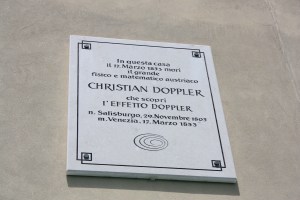 In questa casa
il 17 Marzo 1853 morì
il grande
fisico e matematico austriaco
CHRISTIAN DOPPLER
che scoprì
l'EFFETTO DOPPLER
n. Salisburgo, 29. Novembre 1803
m. Venezia, 17. Marzo 1853